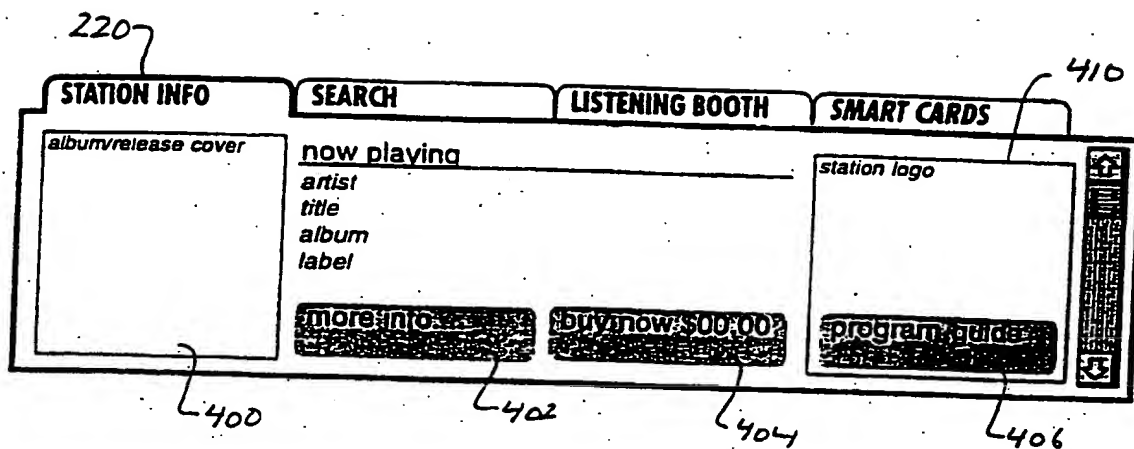 220
410
STATION INFO
SEARCH
LISTENING BOOTH
SMART CARDS
album/release cover
now playing
artist
title
album
label
station logo
more info
buy now $00.00
program guide
400
402
404
406